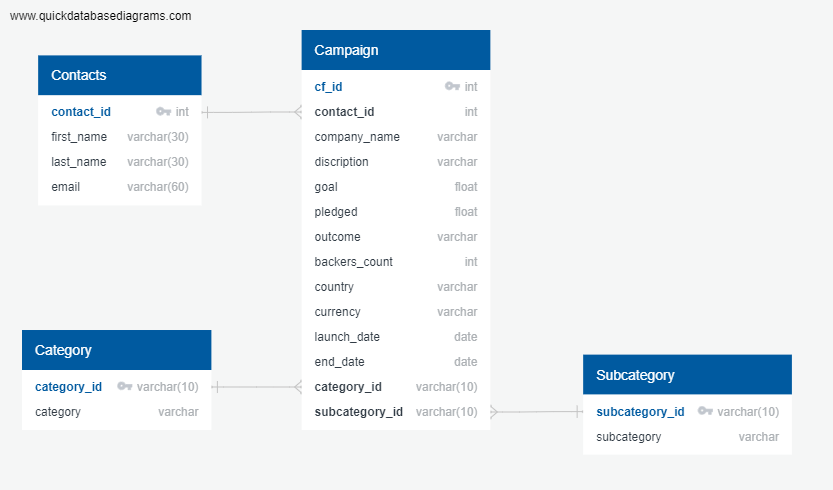 www.quickdatabasediagrams.com
Contacts
contact_id int
first_name varchar(30)
last_name varchar(30)
email varchar(60)
Campaign
cf_id int
contact_id int
company_name varchar
discription varchar
goal float
pledged float
outcome varchar
backers_count int
country varchar
currency varchar
launch_date date
end_date date
category_id varchar(10)
subcategory_id varchar(10)
Category
category_id varchar(10)
category varchar
Subcategory
subcategory_id varchar(10)
subcategory varchar